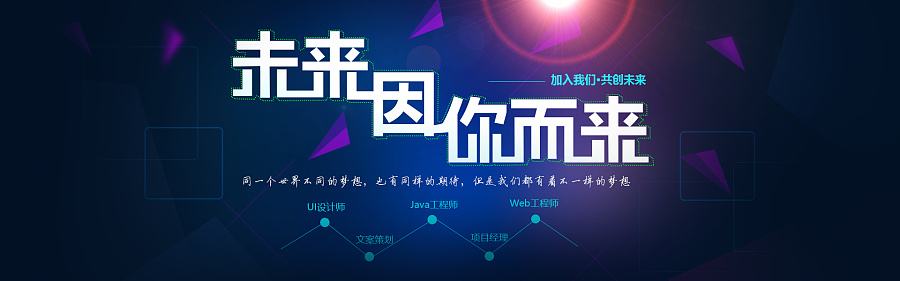 未来因你而来
加入我们·共创未来
同一个世界不同的梦想，也有同样的期待，但是我们都有着不一样的梦想
UI设计师
Java工程师
Web工程师
文案策划
项目经理